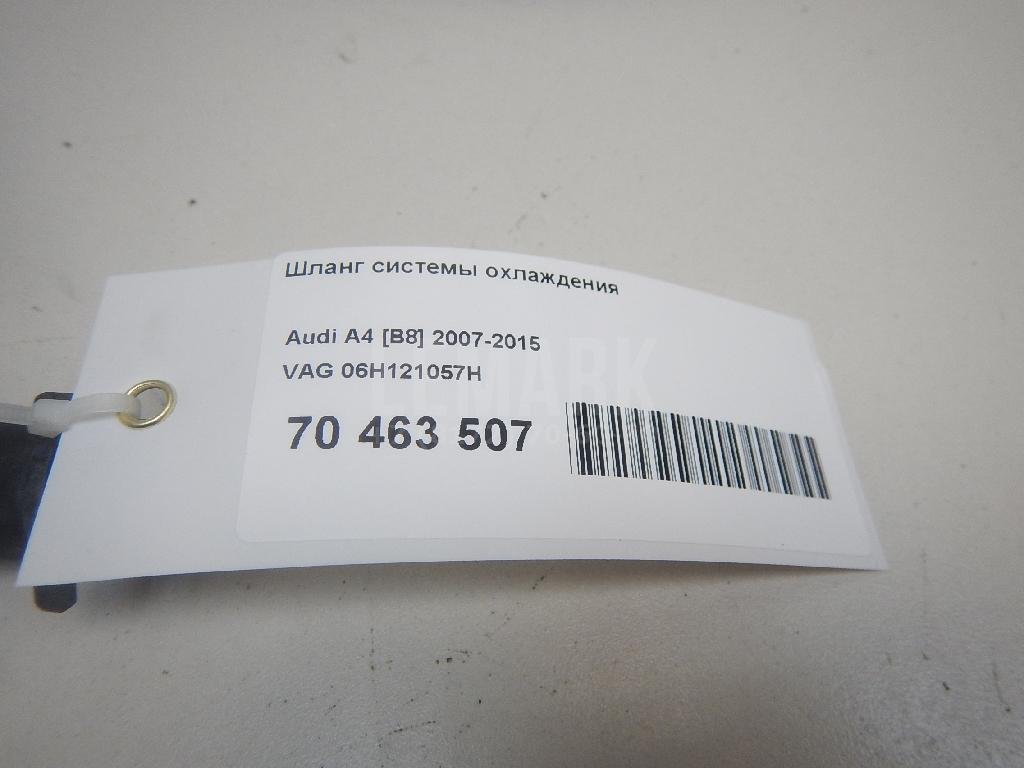 Шланг системы охлаждения
Audi A4 [B8] 2007-2015
VAG 06H121057H
70 463 507